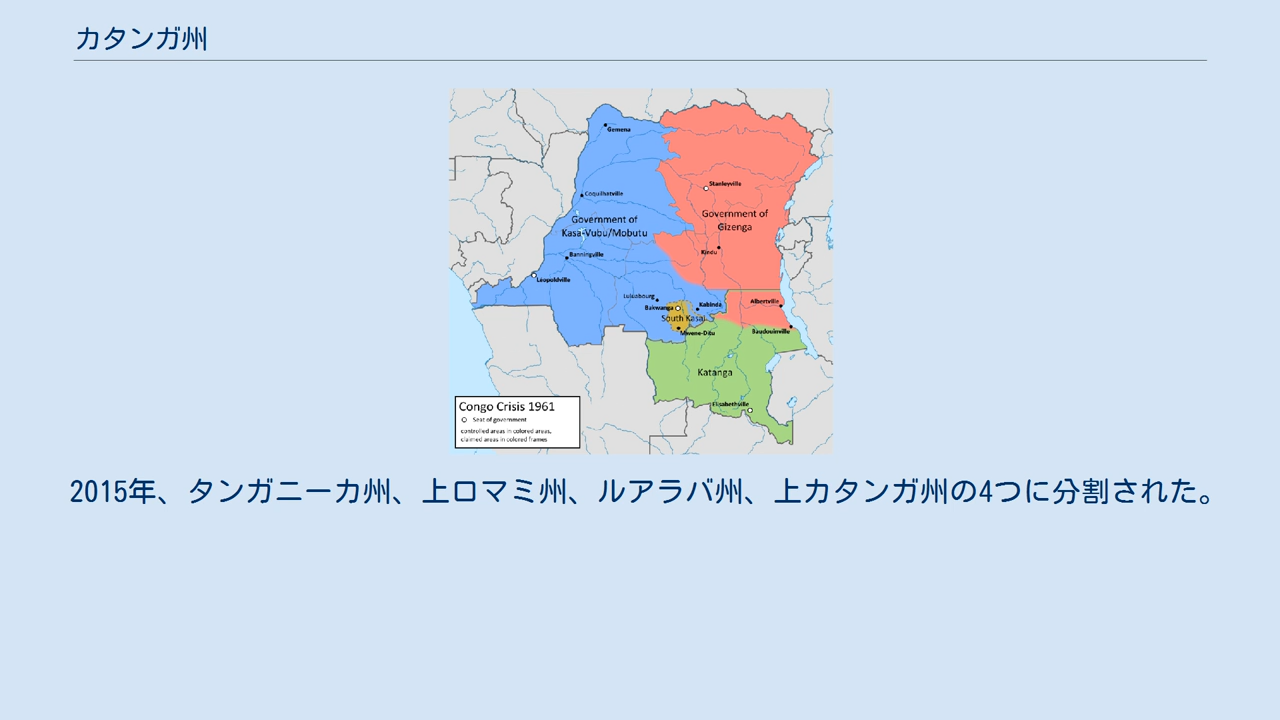 カタンガ州
Gemena
Coquilhatville
Stanleyville
Government of
Kasa-Vubu/Mobutu
Government of
Gizenga
Kindu
Banningville
Léopoldville
Luluabourg
Bakwanga
Kabinda
Albertville
South Kasai
Mwene-Ditu
Baudouinville
Katanga
Elisabethville
Congo Crisis 1961
Seat of government
controlled areas in colored areas,
claimed areas in colored frames
2015年、タンガニーカ州、上ロマミ州、ルアラバ州、上カタンガ州の4つに分割された。